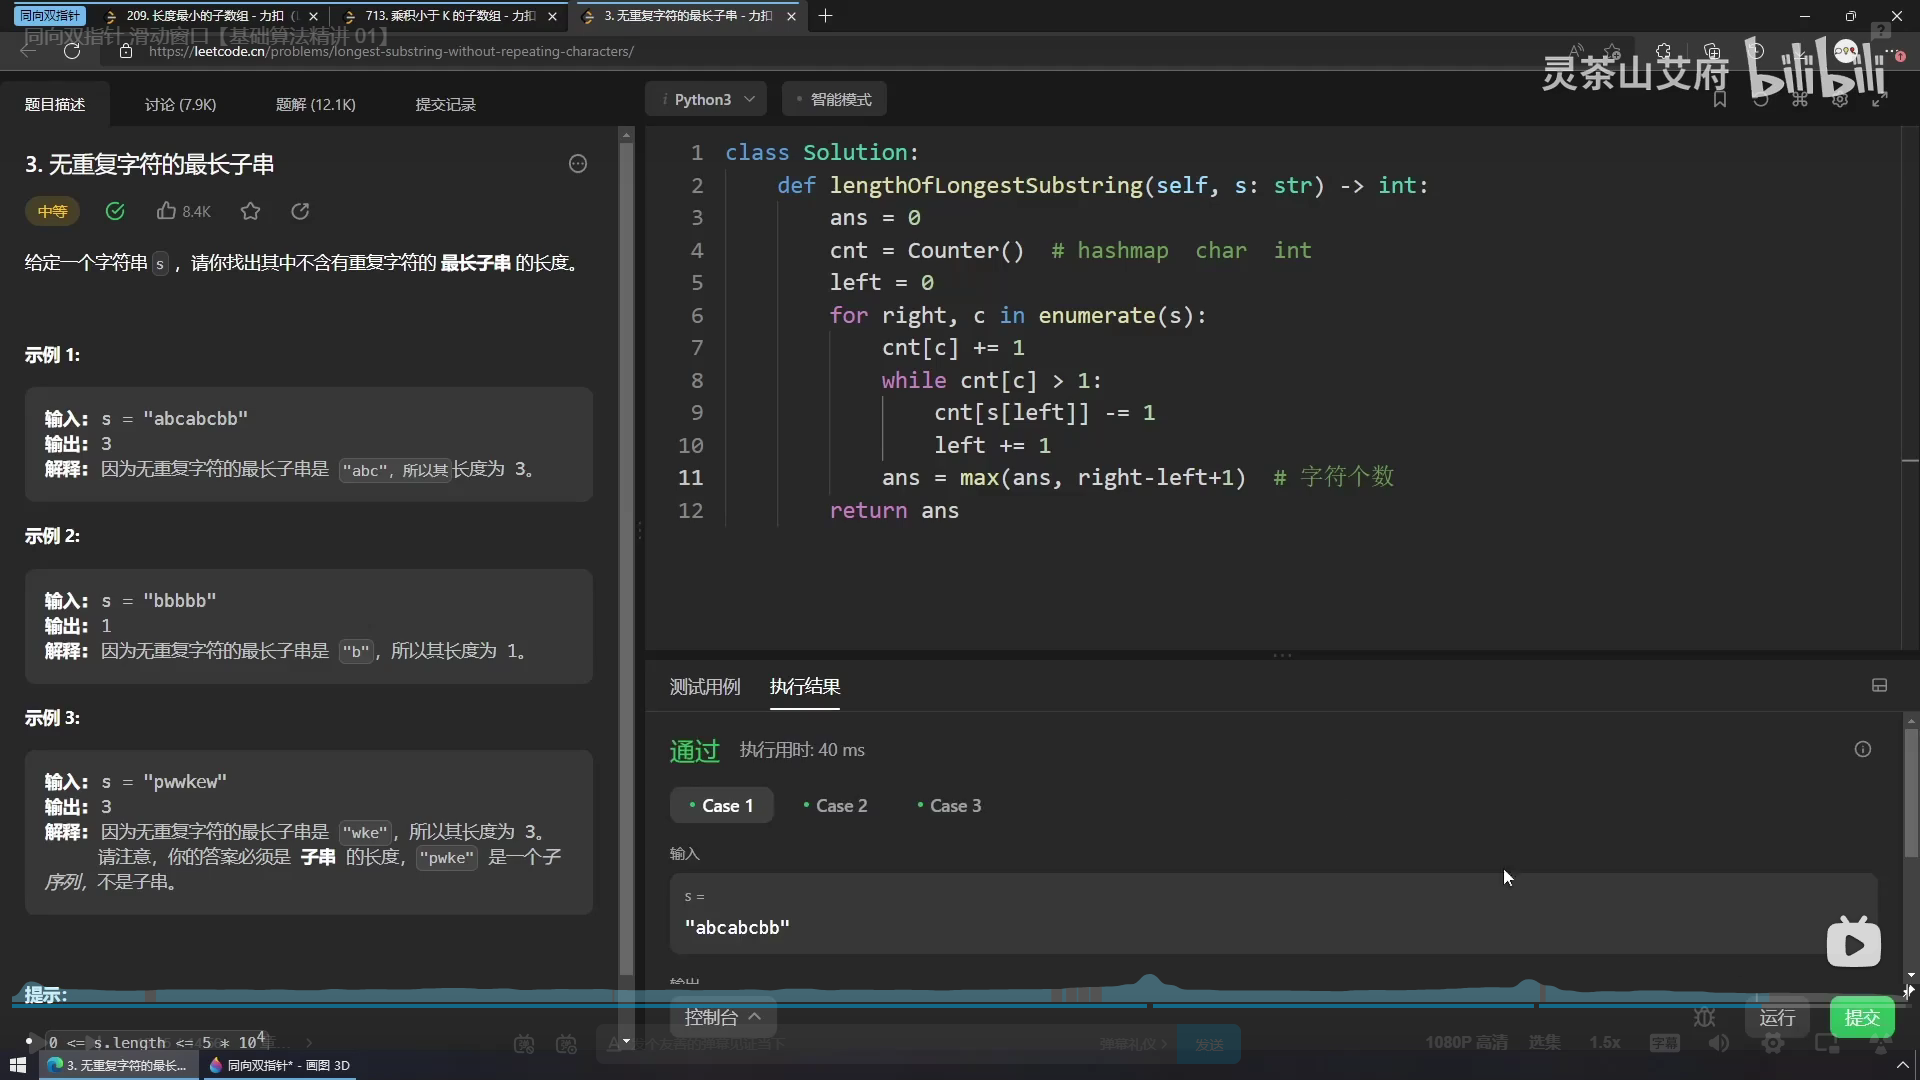 同向双指针
209. 长度最小的子数组 - 力扣 (
713. 乘积小于 K 的子数组 - 力扣
3. 无重复字符的最长子串 - 力扣
同向双指针 滑动窗口【基础算法精讲 01】
https://leetcode.cn/problems/longest-substring-without-repeating-characters/
灵茶山艾府 bilibili
题目描述
讨论 (7.9K)
题解 (12.1K)
提交记录
3. 无重复字符的最长子串
中等
8.4K
给定一个字符串 s ，请你找出其中不含有重复字符的 最长子串 的长度。
示例 1:
输入: s = "abcabcbb"
输出: 3
解释: 因为无重复字符的最长子串是 "abc"，所以其长度为 3。
示例 2:
输入: s = "bbbbb"
输出: 1
解释: 因为无重复字符的最长子串是 "b"，所以其长度为 1。
示例 3:
输入: s = "pwwkew"
输出: 3
解释: 因为无重复字符的最长子串是 "wke"，所以其长度为 3。
请注意，你的答案必须是 子串 的长度，"pwke" 是一个子
序列，不是子串。
提示:
0 <= s.length <= 5 * 10^4
Python3
智能模式
1 class Solution:
2 def lengthOfLongestSubstring(self, s: str) -> int:
3 ans = 0
4 cnt = Counter() # hashmap char int
5 left = 0
6 for right, c in enumerate(s):
7 cnt[c] += 1
8 while cnt[c] > 1:
9 cnt[s[left]] -= 1
10 left += 1
11 ans = max(ans, right-left+1) # 字符个数
12 return ans
测试用例
执行结果
通过
执行用时: 40 ms
Case 1
Case 2
Case 3
输入
s =
"abcabcbb"
输出
控制台
运行
提交
弹幕礼仪 >
发送
1080P 高清
选集
1.5x
字幕
3. 无重复字符的最长...
同向双指针* - 画图 3D